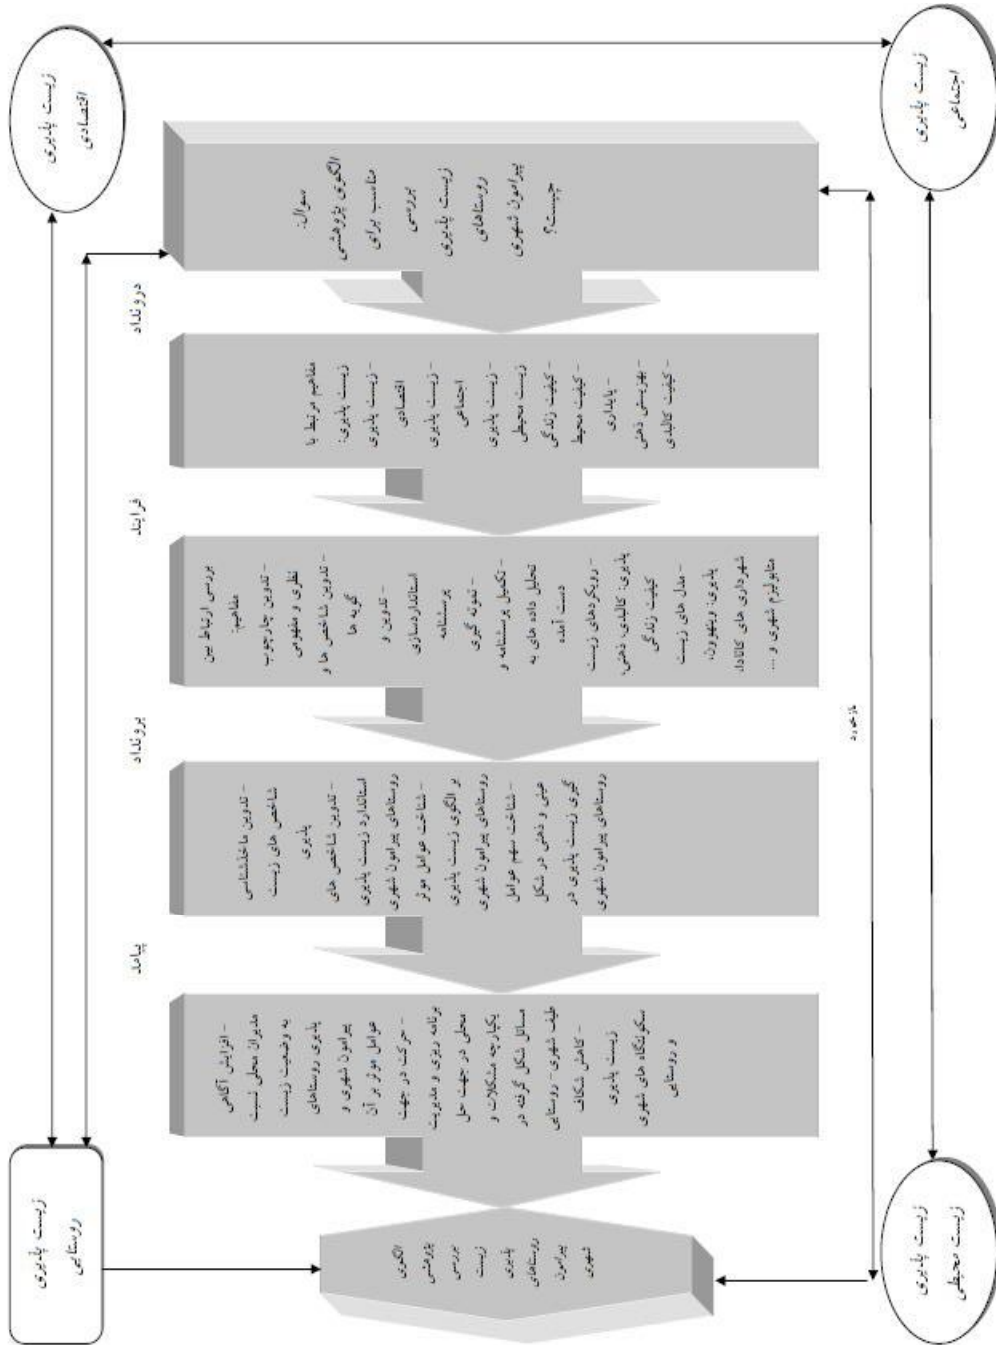 زیست پذیری
اقتصادی
زیست پذیری
اجتماعی
سوال:
الگوی پژوهشی
مناسب برای
بررسی
زیست پذیری
روستاهای
پیرامون شهری
چیست؟
درونداد
مفاهیم مرتبط با
زیست پذیری:
- زیست پذیری
اقتصادی
- زیست پذیری
اجتماعی
- زیست پذیری
زیست محیطی
- کیفیت زندگی
- کیفیت محیط
- پایداری
- بهزیستی ذهنی
- کیفیت کالبدی
فرایند
بررسی ارتباط بین
مفاهیم:
- تدوین چارچوب
نظری و مفهومی
- تدوین شاخص ها و
گویه ها
- تدوین و
استانداردسازی
پرسشنامه
- نمونه گیری
- تکمیل پرسشنامه و
تحلیل داده های به
دست آمده
- رویکردهای زیست
پذیری: کالبدی، ذهنی،
کیفیت زندگی
- مدل های زیست
پذیری: وینهوون،
شهرداری های کانادا،
متابولیزم شهری و ...
برونداد
- تدوین ماخذشناسی
شاخص های زیست
پذیری
- تدوین شاخص های
استاندارد زیست پذیری
روستاهای پیرامون شهری
- شناخت عوامل موثر
بر الگوی زیست پذیری
روستاهای پیرامون شهری
- شناخت سهم عوامل
عینی و ذهنی در شکل
گیری زیست پذیری در
روستاهای پیرامون شهری
پیامد
- افزایش آگاهی
مدیران محلی نسبت
به وضعیت زیست
پذیری روستاهای
پیرامون شهری و
عوامل موثر بر آن
- حرکت در جهت
برنامه ریزی و مدیریت
محلی در جهت حل
یکپارچه مشکلات و
مسائل شکل گرفته در
طیف شهری - روستایی
- کاهش شکاف
زیست پذیری
سکونتگاه های شهری
و روستایی
الگوی
پژوهشی
بررسی
زیست
پذیری
روستاهای
پیرامون
شهری
بازخورد
زیست پذیری
روستایی
زیست پذیری
زیست محیطی